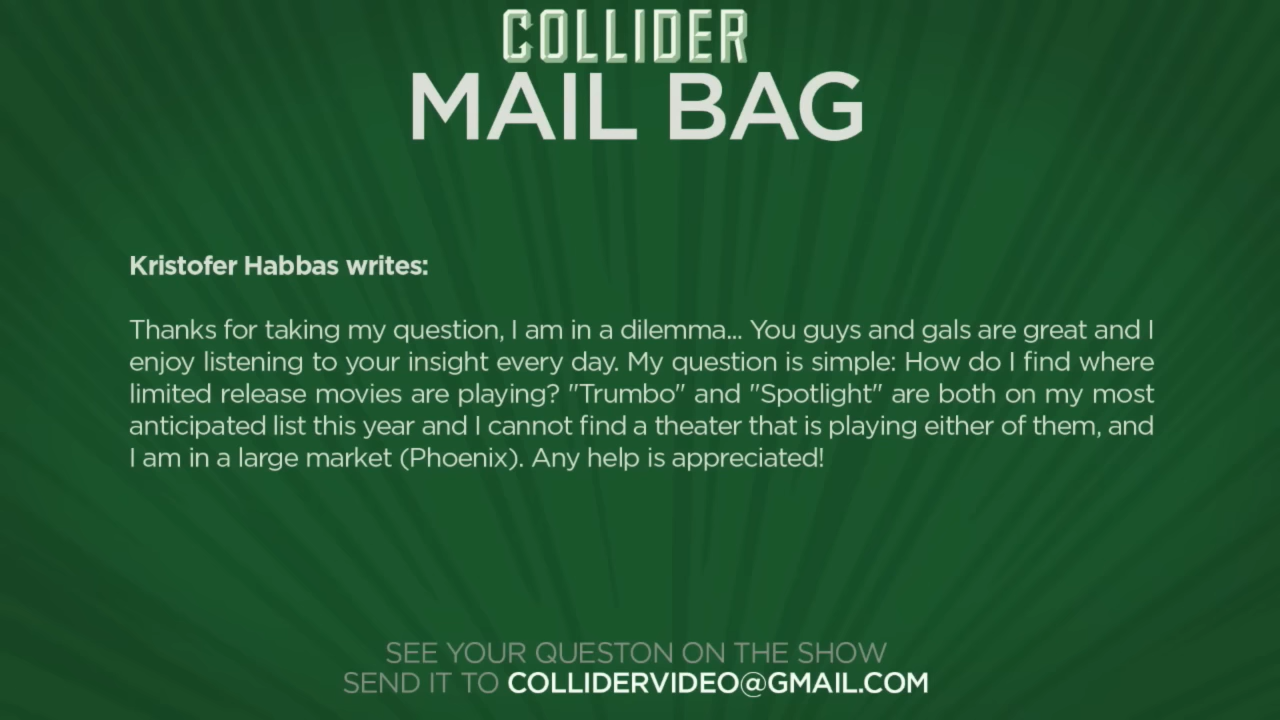 COLLIDER
MAIL BAG
Kristofer Habbas writes:
Thanks for taking my question, I am in a dilemma... You guys and gals are great and I
enjoy listening to your insight every day. My question is simple: How do I find where
limited release movies are playing? "Trumbo" and "Spotlight" are both on my most
anticipated list this year and I cannot find a theater that is playing either of them, and
I am in a large market (Phoenix). Any help is appreciated!
SEE YOUR QUESTON ON THE SHOW
SEND IT TO COLLIDERVIDEO@GMAIL.COM